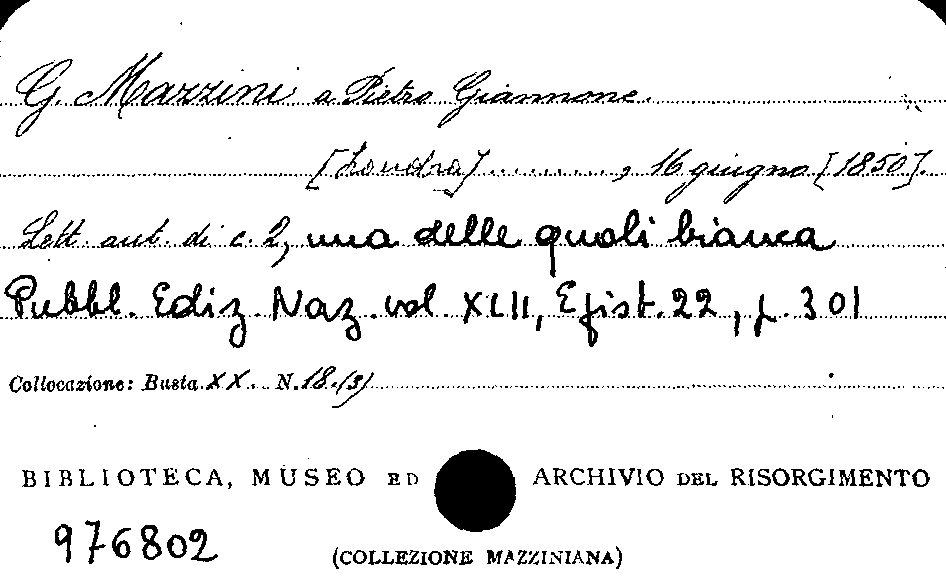 G. Mazzini a Pietro Giannone.
[Londra] ..........., 16 giugno [1850].
Lett. aut. di c. 2, una delle quali bianca
Pubbl. Ediz. Naz. vol. XLII, Epist. 22, p. 301
Collocazione: Busta XX. N. 18.(3)
BIBLIOTECA, MUSEO ED ARCHIVIO DEL RISORGIMENTO
976802
(COLLEZIONE MAZZINIANA)